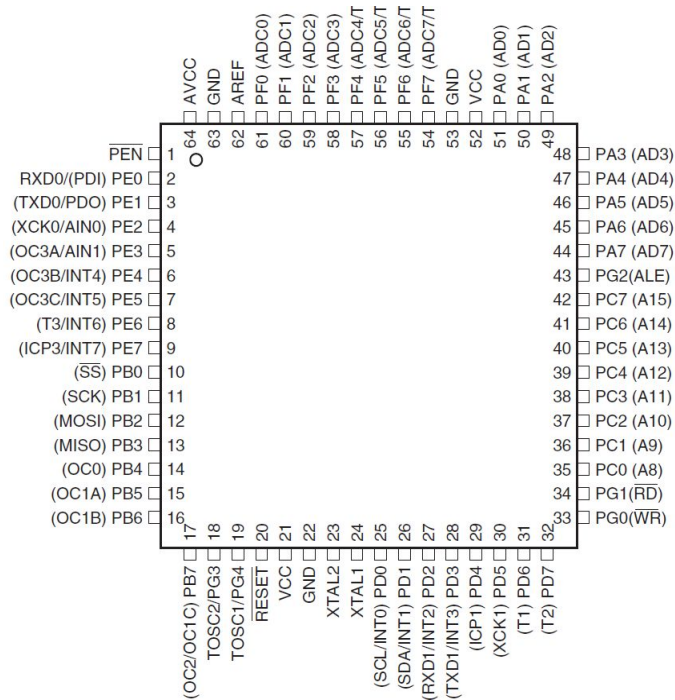 AVCC
GND
AREF
PF0 (ADC0)
PF1 (ADC1)
PF2 (ADC2)
PF3 (ADC3)
PF4 (ADC4/T
PF5 (ADC5/T
PF6 (ADC6/T
PF7 (ADC7/T
GND
VCC
PA0 (AD0)
PA1 (AD1)
PA2 (AD2)
64
63
62
61
60
59
58
57
56
55
54
53
52
51
50
49
PEN 1
RXD0/(PDI) PE0 2
(TXD0/PDO) PE1 3
(XCK0/AIN0) PE2 4
(OC3A/AIN1) PE3 5
(OC3B/INT4) PE4 6
(OC3C/INT5) PE5 7
(T3/INT6) PE6 8
(ICP3/INT7) PE7 9
(SS) PB0 10
(SCK) PB1 11
(MOSI) PB2 12
(MISO) PB3 13
(OC0) PB4 14
(OC1A) PB5 15
(OC1B) PB6 16
48 PA3 (AD3)
47 PA4 (AD4)
46 PA5 (AD5)
45 PA6 (AD6)
44 PA7 (AD7)
43 PG2(ALE)
42 PC7 (A15)
41 PC6 (A14)
40 PC5 (A13)
39 PC4 (A12)
38 PC3 (A11)
37 PC2 (A10)
36 PC1 (A9)
35 PC0 (A8)
34 PG1(RD)
33 PG0(WR)
17
18
19
20
21
22
23
24
25
26
27
28
29
30
31
32
(OC2/OC1C) PB7
TOSC2/PG3
TOSC1/PG4
RESET
VCC
GND
XTAL2
XTAL1
(SCL/INT0) PD0
(SDA/INT1) PD1
(RXD1/INT2) PD2
(TXD1/INT3) PD3
(ICP1) PD4
(XCK1) PD5
(T1) PD6
(T2) PD7